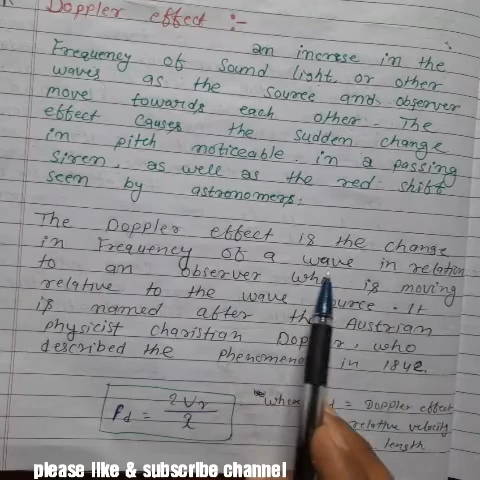 Doppler effect :-
an increse in the
Frequency of sound light, or other
waves as the source and observer
move towards each other. The
effect causes the sudden change
in pitch noticeable in a passing
siren, as well as the red shift
seen by astronomers.
The Doppler effect is the change
in Frequency of a wave in relation
to an observer who is moving
relative to the wave source. It
is named after the Austrian
physicist charistian Doppler, who
described the phenomeno in 1842.
Fd = 2Vr / λ
Where d = Doppler effect
relative velocity
length.
please like & subscribe channel